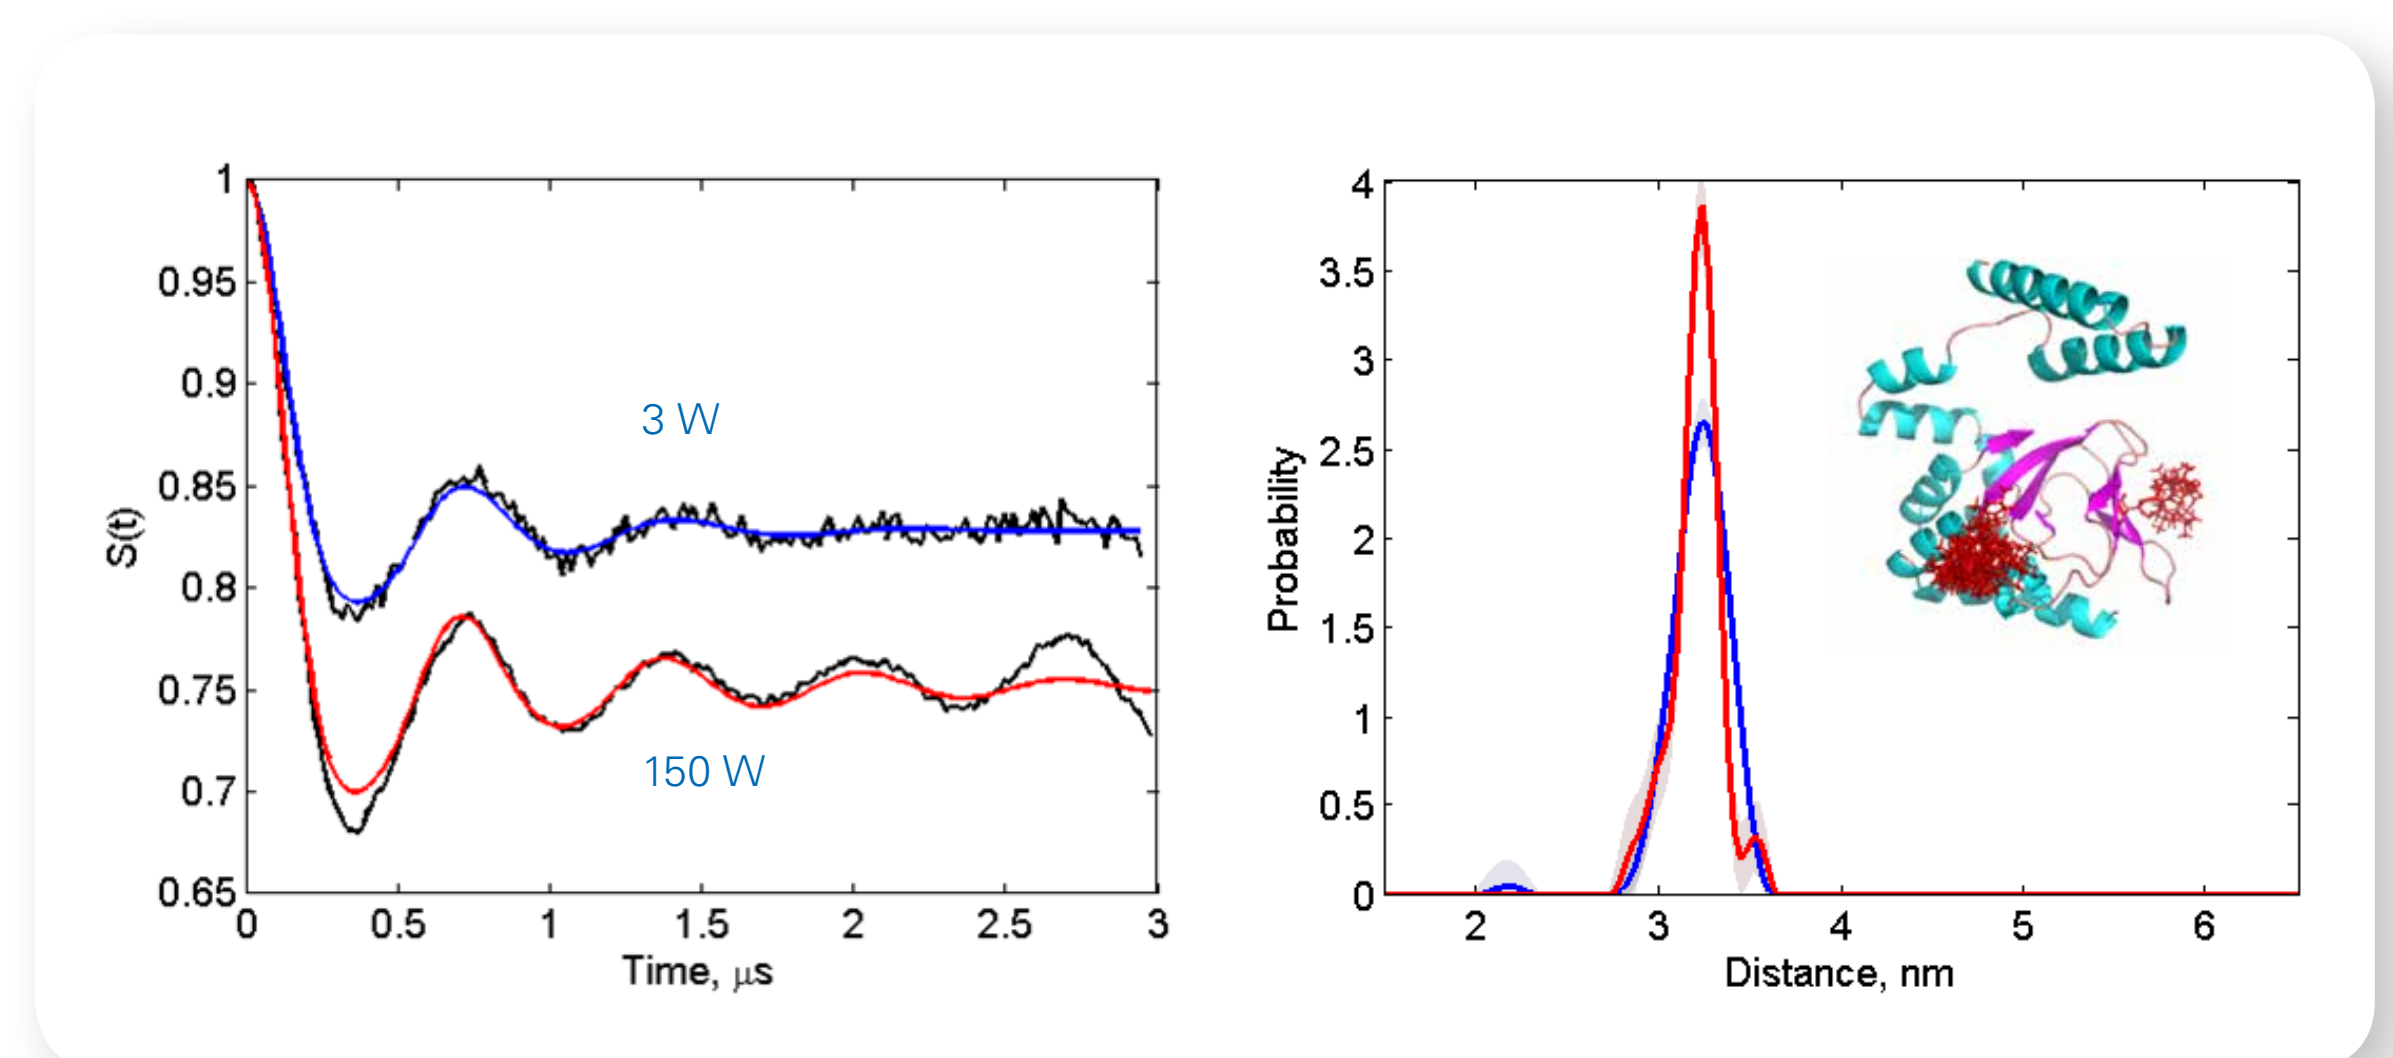 1
0.95
0.9
0.85
0.8
0.75
0.7
0.65
S(t)
3 W
150 W
0 0.5 1 1.5 2 2.5 3
Time, μs
4
3.5
3
2.5
2
1.5
1
0.5
0
Probability
2 3 4 5 6
Distance, nm